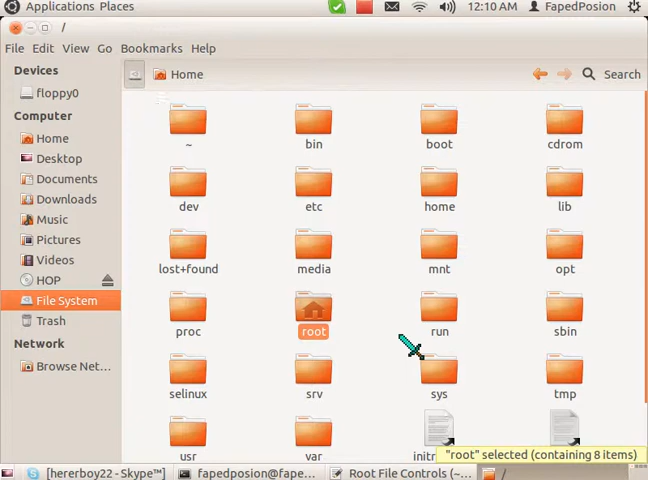 Applications Places
12:10 AM
FapedPosion
/
File Edit View Go Bookmarks Help
Devices
floppy0
Computer
Home
Desktop
Documents
Downloads
Music
Pictures
Videos
HOP
File System
Trash
Network
Browse Net...
Home
Search
~
bin
boot
cdrom
dev
etc
home
lib
lost+found
media
mnt
opt
proc
root
run
sbin
selinux
srv
sys
tmp
usr
var
"root" selected (containing 8 items)
[hererboy22 - Skype™]
fapedposion@fape...
Root File Controls (~...
/